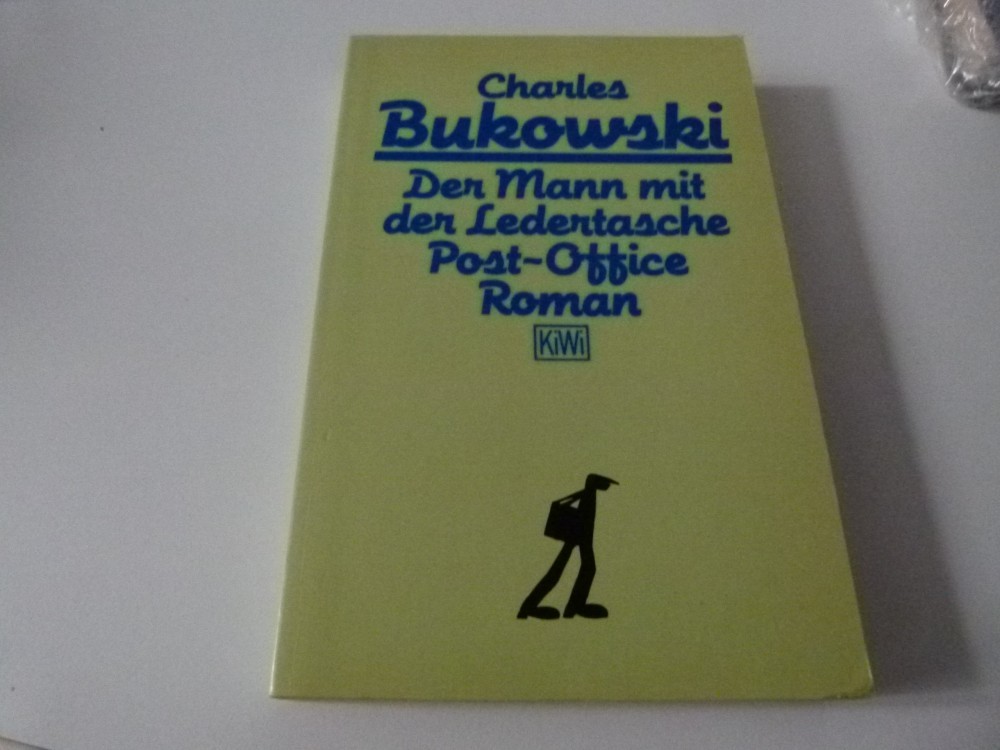 Charles
Bukowski
Der Mann mit
der Ledertasche
Post-Office
Roman
KiWi